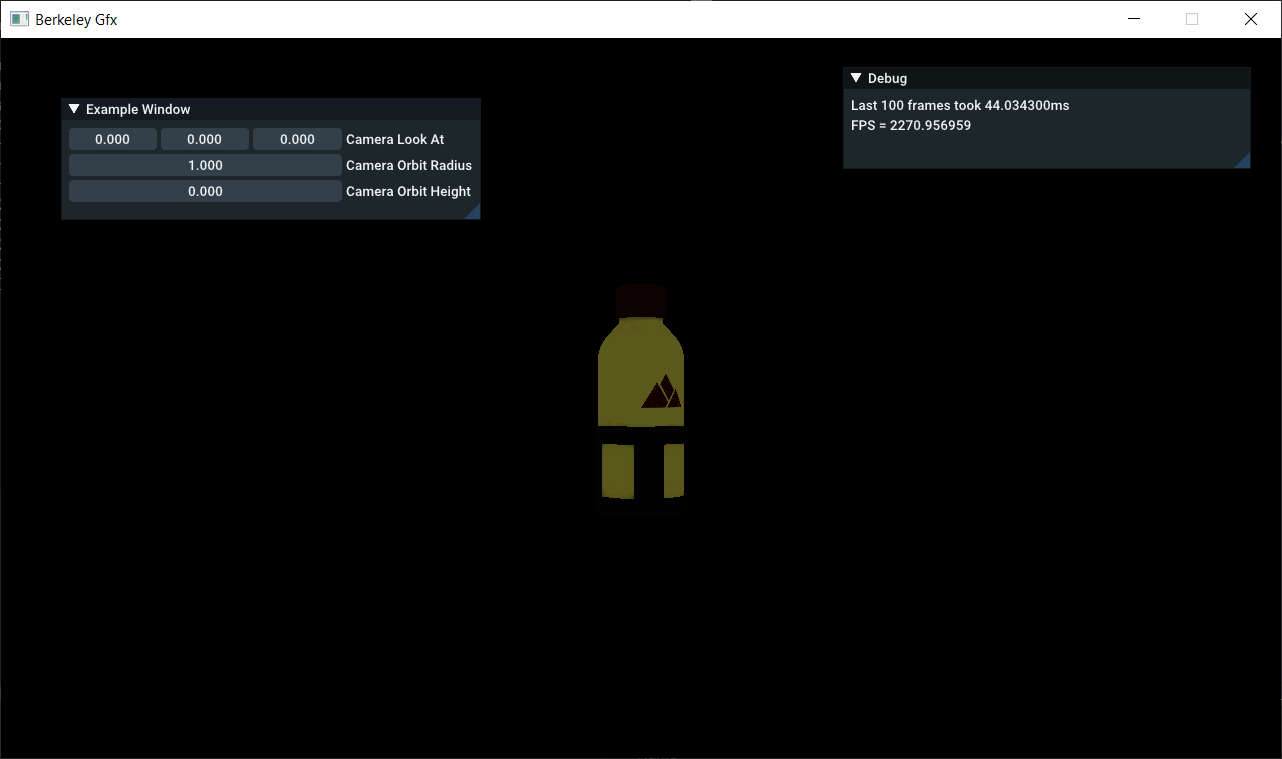 Berkeley Gfx
Example Window
0.000 0.000 0.000 Camera Look At
1.000 Camera Orbit Radius
0.000 Camera Orbit Height
Debug
Last 100 frames took 44.034300ms
FPS = 2270.956959